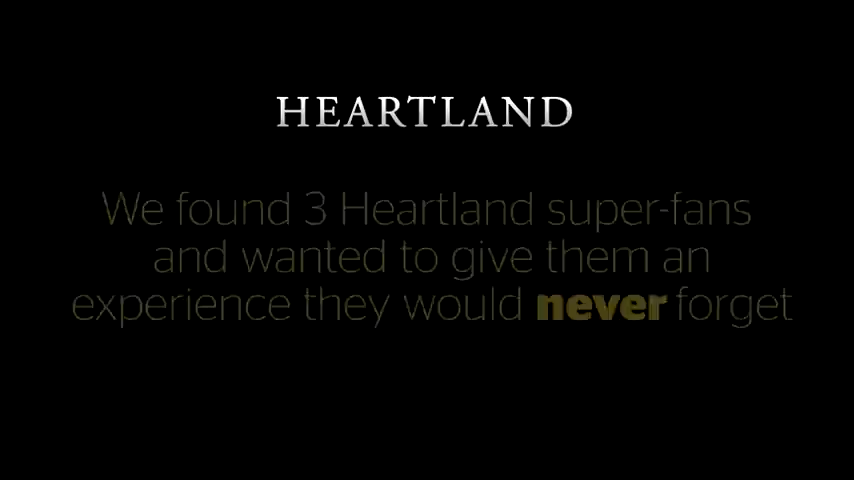 HEARTLAND
We found 3 Heartland super-fans
and wanted to give them an
experience they would never forget